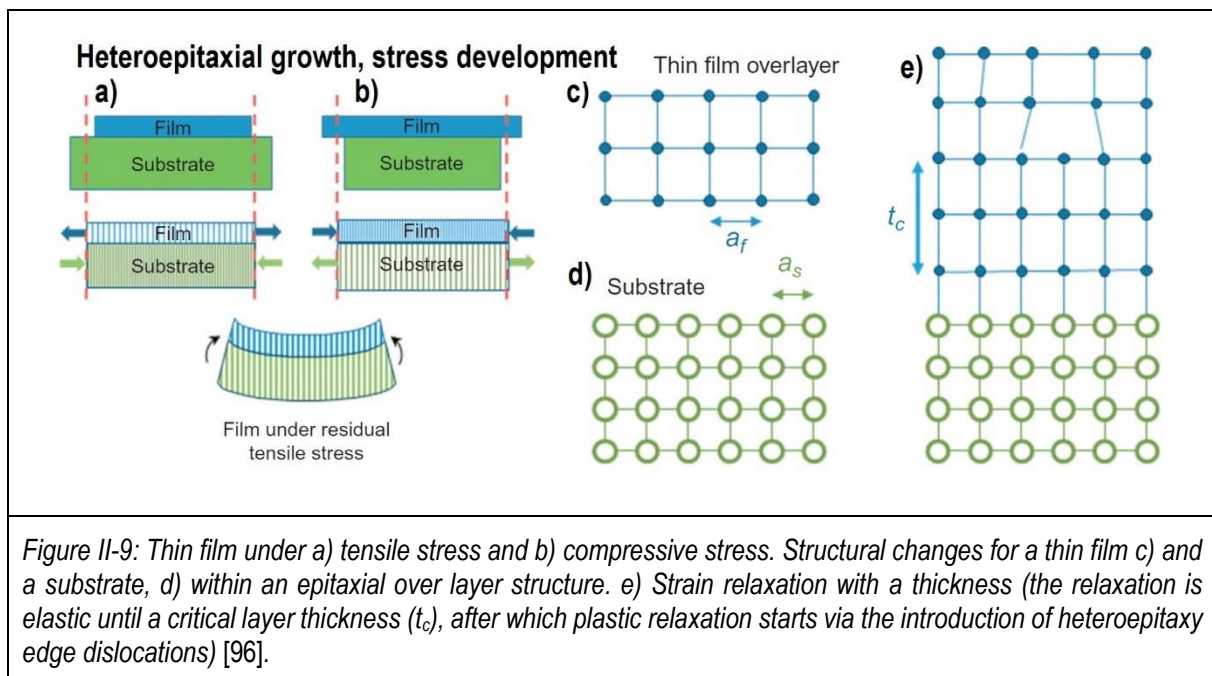 Heteroepitaxial growth, stress development
a)
b)
Film
Substrate
Film
Substrate
Film
Substrate
Film
Substrate
Film under residual
tensile stress
c)
Thin film overlayer
a_f
d)
a_s
Substrate
e)
t_c
Figure II-9: Thin film under a) tensile stress and b) compressive stress. Structural changes for a thin film c) and
a substrate, d) within an epitaxial over layer structure. e) Strain relaxation with a thickness (the relaxation is
elastic until a critical layer thickness (t_c), after which plastic relaxation starts via the introduction of heteroepitaxy
edge dislocations) [96].